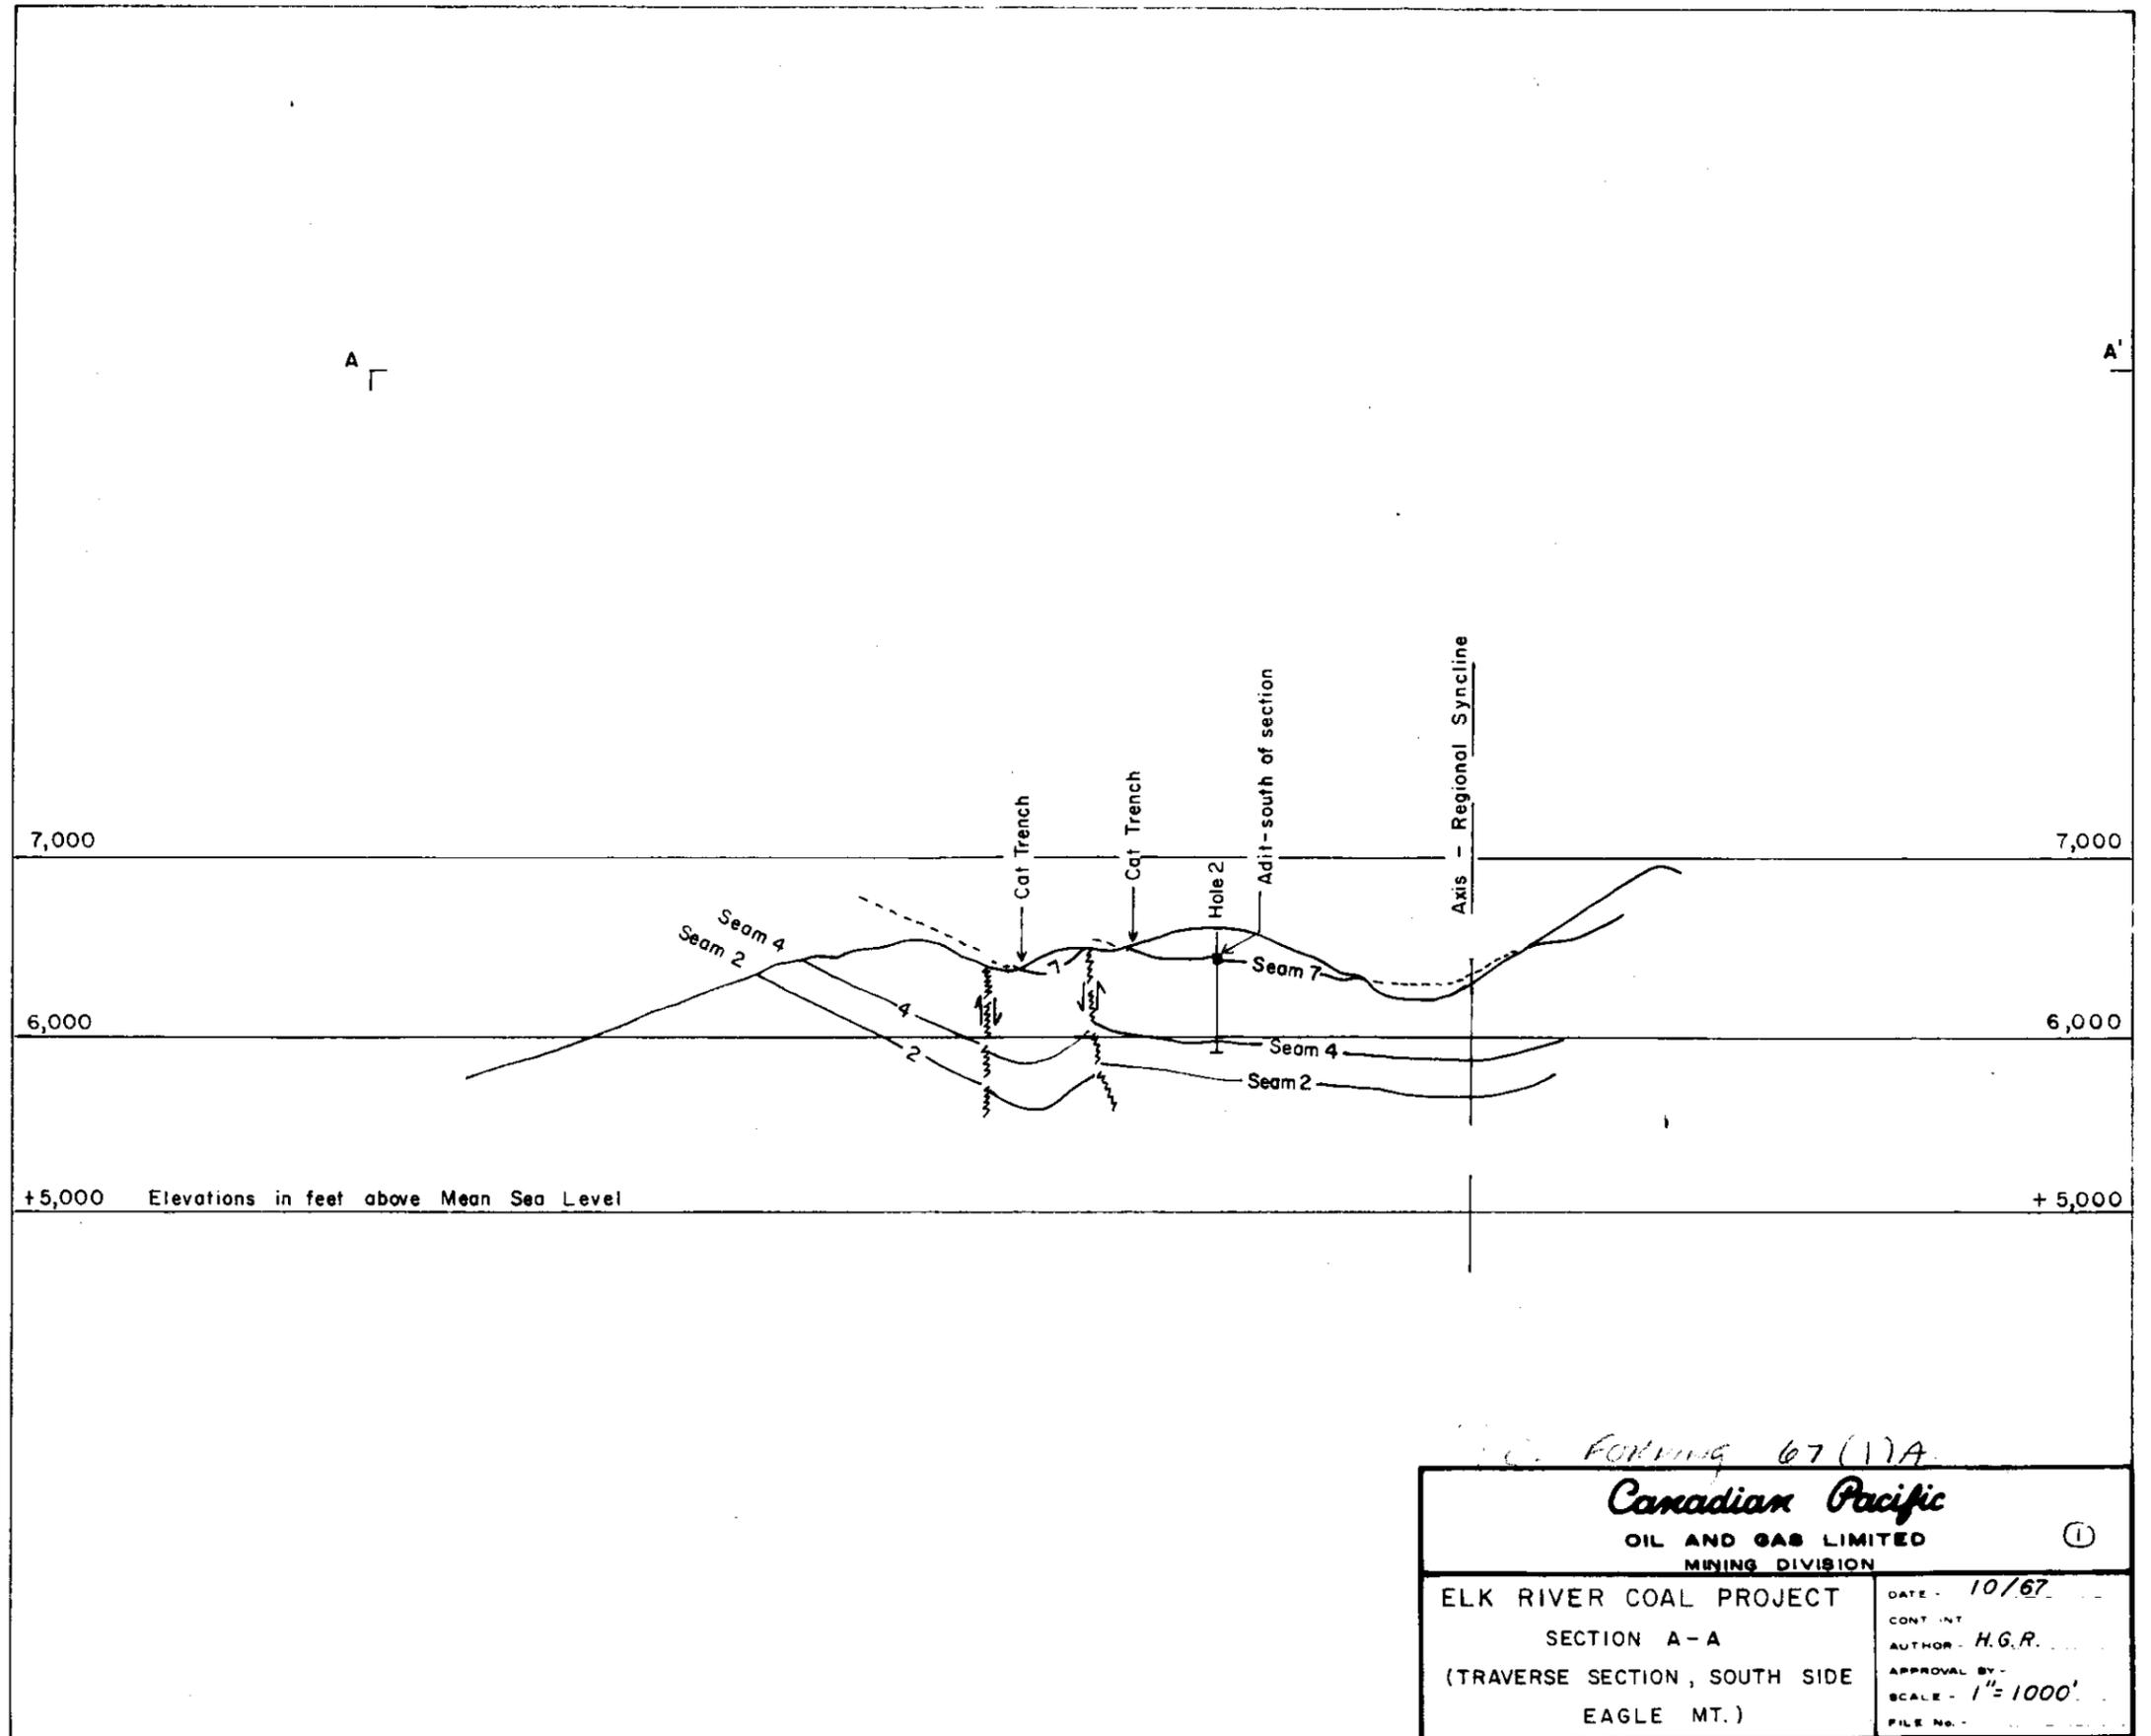 A
A'
Axis - Regional Syncline
Adit-south of section
Cat Trench
Cat Trench
Hole 2
7,000
7,000
Seam 4
Seam 2
7
Seam 7
4
6,000
6,000
2
Seam 4
Seam 2
+5,000 Elevations in feet above Mean Sea Level
+ 5,000
67(1)A
Canadian Pacific
OIL AND GAS LIMITED
1
MINING DIVISION
ELK RIVER COAL PROJECT
SECTION A-A
(TRAVERSE SECTION, SOUTH SIDE
EAGLE MT.)
DATE - 10/67
CONT INT
AUTHOR - H.G.R.
APPROVAL BY -
SCALE - 1"=1000'
FILE No. -